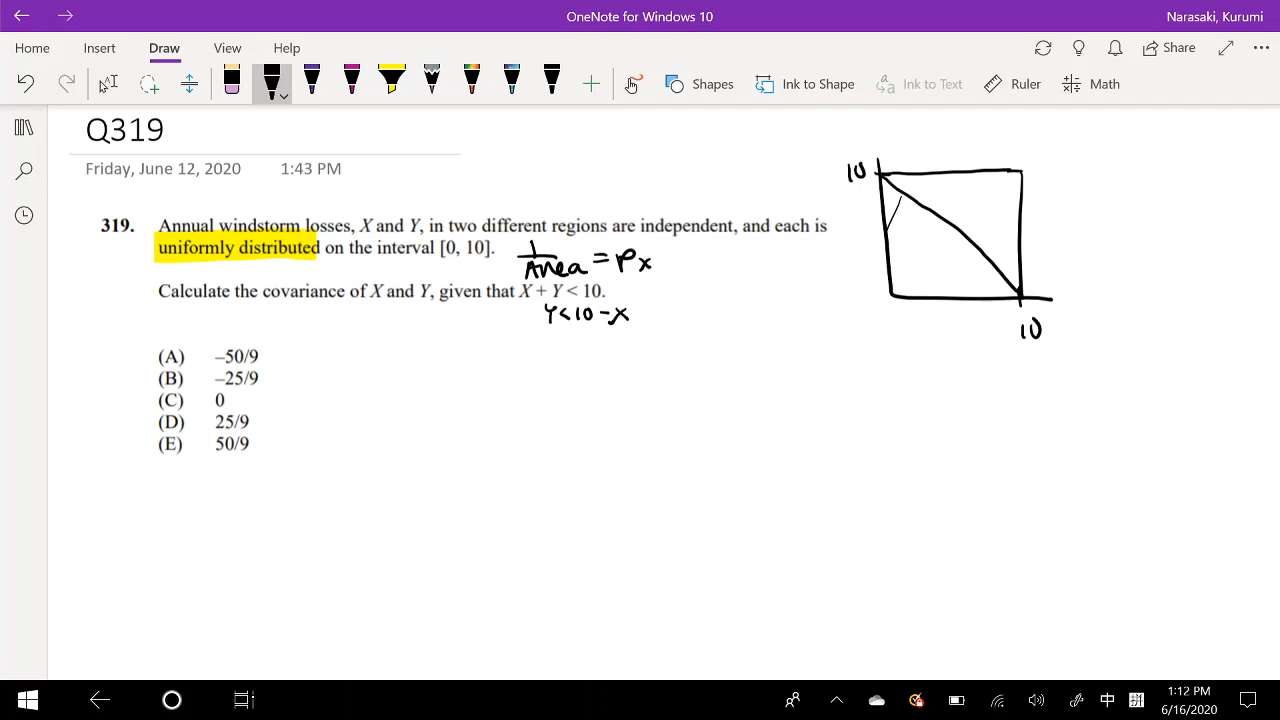 OneNote for Windows 10
Narasaki, Kurumi
Home Insert Draw View Help
Share
Shapes Ink to Shape Ink to Text Ruler Math
Q319
Friday, June 12, 2020 1:43 PM
319. Annual windstorm losses, X and Y, in two different regions are independent, and each is
uniformly distributed on the interval [0, 10].
1/Area = Px
Calculate the covariance of X and Y, given that X + Y < 10.
Y < 10 - X
(A) –50/9
(B) –25/9
(C) 0
(D) 25/9
(E) 50/9
10
10
中
拼
1:12 PM
6/16/2020